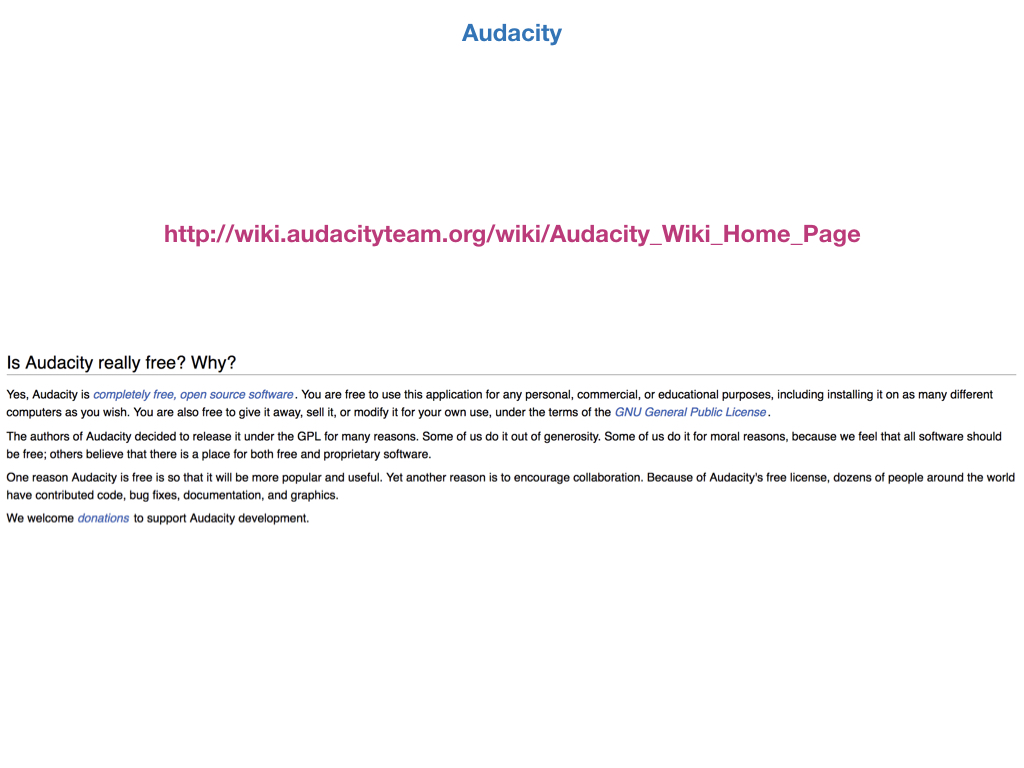 Audacity
http://wiki.audacityteam.org/wiki/Audacity_Wiki_Home_Page
Is Audacity really free? Why?
Yes, Audacity is completely free, open source software. You are free to use this application for any personal, commercial, or educational purposes, including installing it on as many different
computers as you wish. You are also free to give it away, sell it, or modify it for your own use, under the terms of the GNU General Public License.
The authors of Audacity decided to release it under the GPL for many reasons. Some of us do it out of generosity. Some of us do it for moral reasons, because we feel that all software should
be free; others believe that there is a place for both free and proprietary software.
One reason Audacity is free is so that it will be more popular and useful. Yet another reason is to encourage collaboration. Because of Audacity's free license, dozens of people around the world
have contributed code, bug fixes, documentation, and graphics.
We welcome donations to support Audacity development.